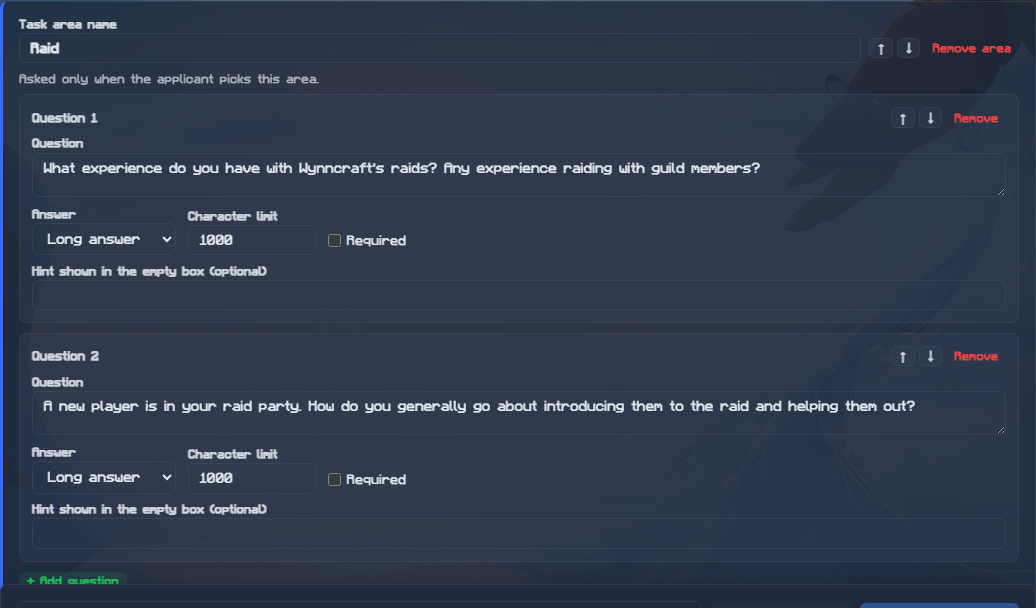 Task area name
Raid
↑ ↓ Remove area
Asked only when the applicant picks this area.
Question 1
↑ ↓ Remove
Question
What experience do you have with Wynncraft's raids? Any experience raiding with guild members?
Answer Character limit
Long answer 1000 Required
Hint shown in the empty box (optional)
Question 2
↑ ↓ Remove
Question
A new player is in your raid party. How do you generally go about introducing them to the raid and helping them out?
Answer Character limit
Long answer 1000 Required
Hint shown in the empty box (optional)
+ Add question